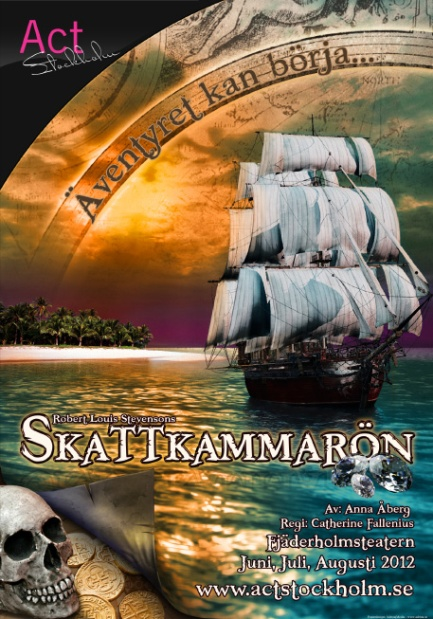 Act
Stockholm
Äventyret kan börja...
Robert Louis Stevensons
SKATTKAMMARÖN
Av: Anna Åberg
Regi: Catherine Fallenius
Fjäderholmsteatern
Juni, Juli, Augusti 2012
www.actstockholm.se